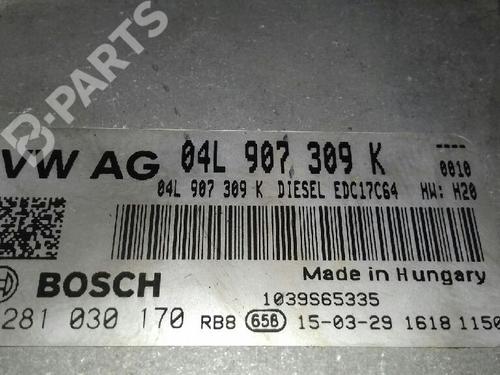 B-PARTS
VW AG 04L 907 309 K 0010
04L 907 309 K DIESEL EDC17C64 HW: H20
Made in Hungary
BOSCH 1039S65335
281 030 170 RB8 656 15-03-29 1618 1150